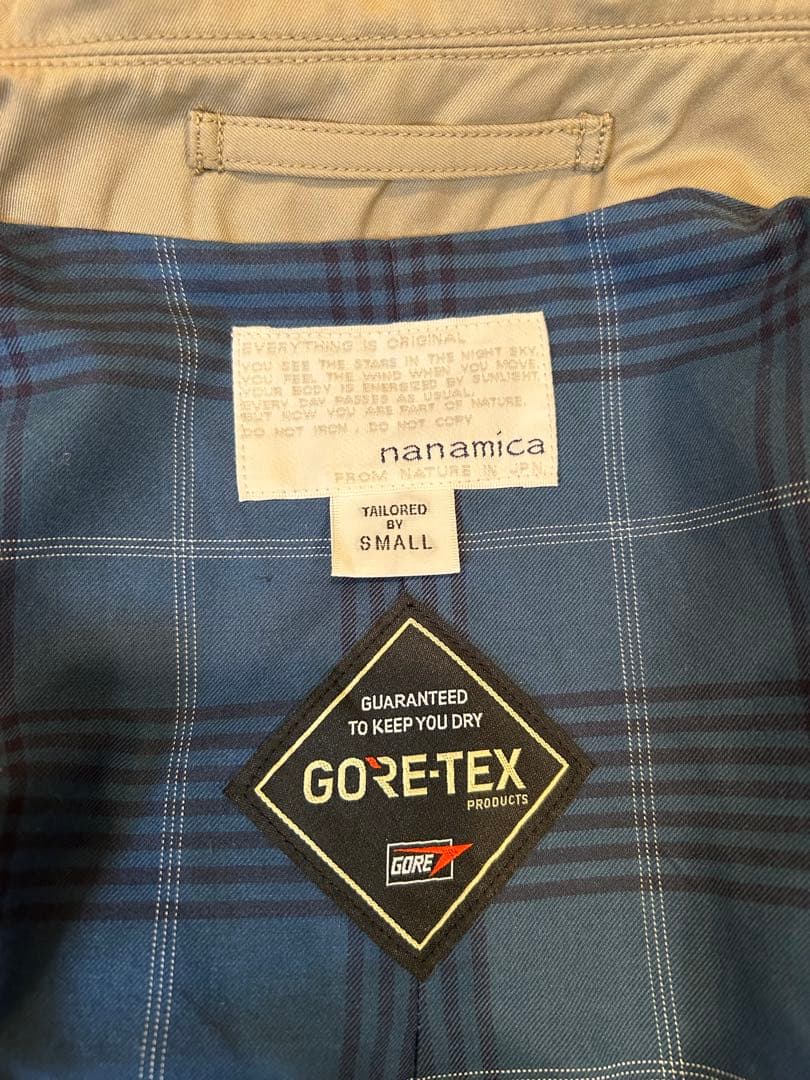 EVERYTHING IS ORIGINAL
YOU SEE THE STARS IN THE NIGHT SKY.
YOU FEEL THE WIND WHEN YOU MOVE.
YOUR BODY IS ENERGIZED BY SUNLIGHT.
EVERY DAY PASSES AS USUAL,
BUT NOW YOU ARE PART OF NATURE.
DO NOT IRON, DO NOT COPY
nanamica
FROM NATURE IN JPN.
TAILORED
BY
SMALL
GUARANTEED
TO KEEP YOU DRY
GORE-TEX
PRODUCTS
GORE